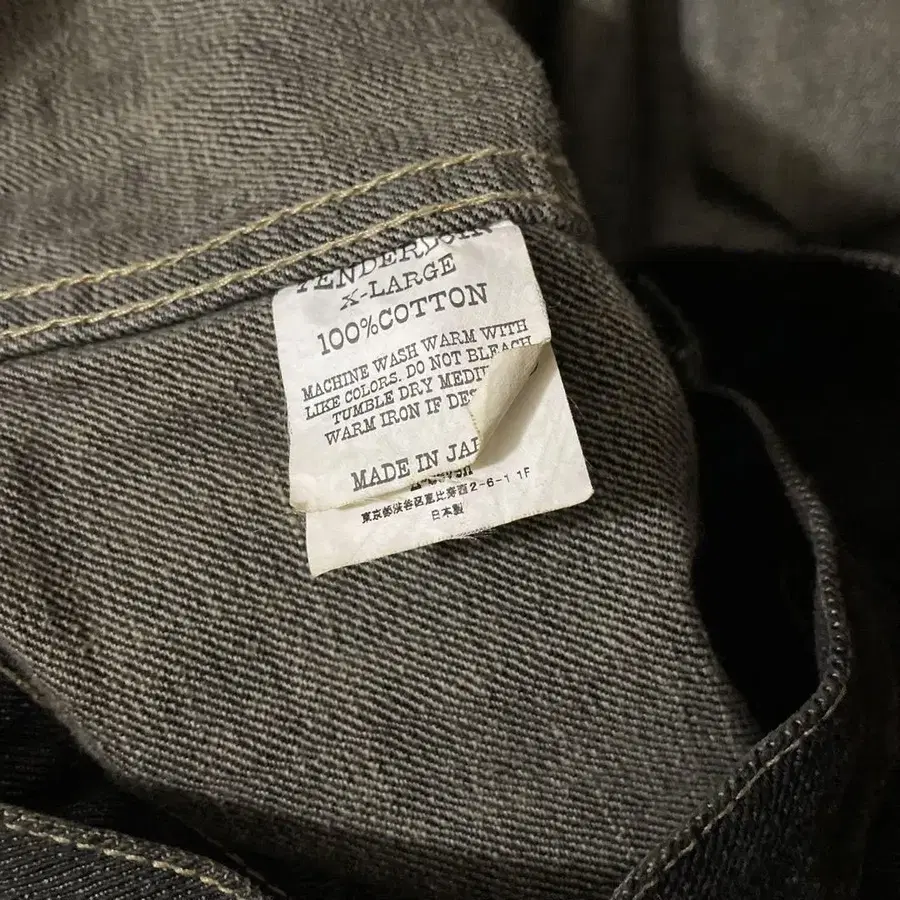 TENDERLOIN
X-LARGE
100%COTTON
MACHINE WASH WARM WITH
LIKE COLORS. DO NOT BLEACH
TUMBLE DRY
WARM IRON IF
MADE IN
東京都渋谷区恵比寿西2-6-1 1F
日本製